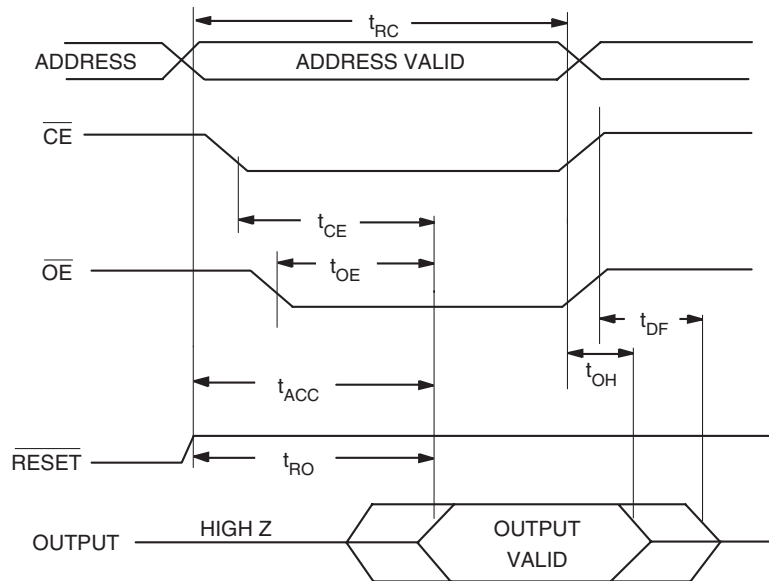 tRC
ADDRESS
ADDRESS VALID
CE
tCE
OE
tOE
tDF
tOH
tACC
RESET
tRO
OUTPUT
HIGH Z
OUTPUT
VALID